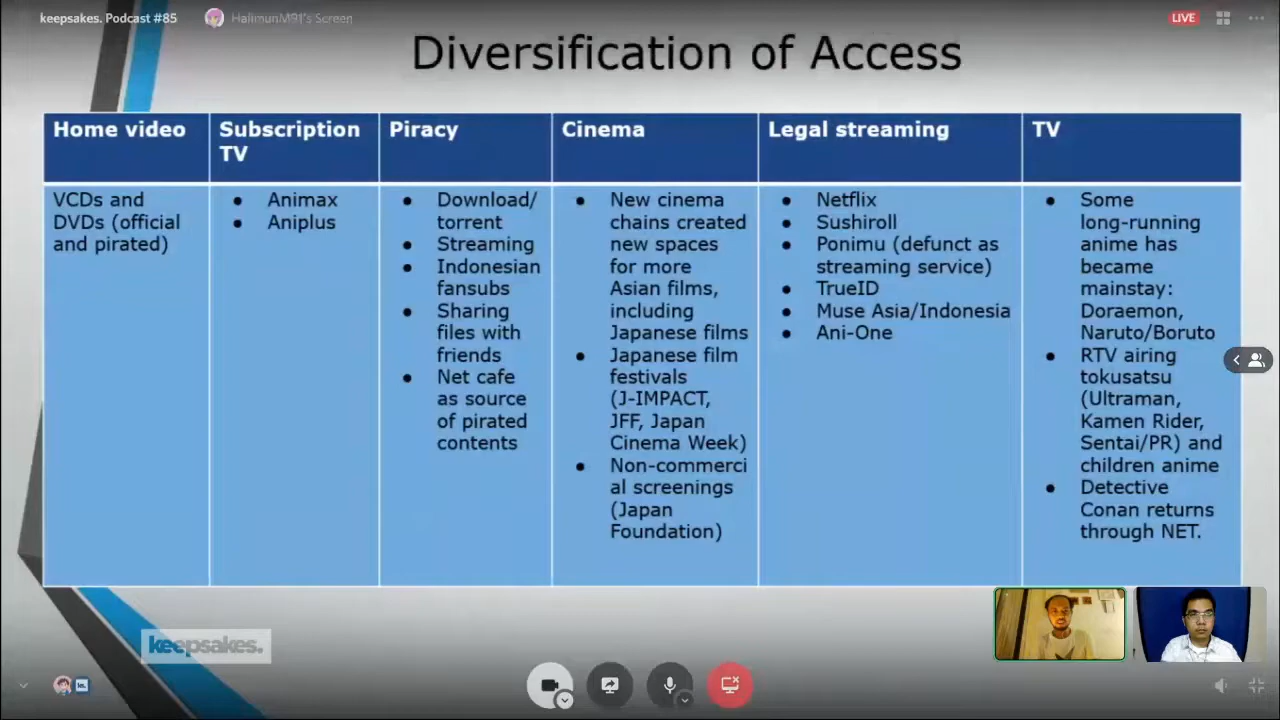 keepsakes. Podcast #85
HalimunM91's Screen
LIVE
Diversification of Access
Home video
Subscription
TV
Piracy
Cinema
Legal streaming
TV
VCDs and
DVDs (official
and pirated)
● Animax
● Aniplus
● Download/
torrent
● Streaming
● Indonesian
fansubs
● Sharing
files with
friends
● Net cafe
as source
of pirated
contents
● New cinema
chains created
new spaces
for more
Asian films,
including
Japanese films
● Japanese film
festivals
(J-IMPACT,
JFF, Japan
Cinema Week)
● Non-commerci
al screenings
(Japan
Foundation)
● Netflix
● Sushiroll
● Ponimu (defunct as
streaming service)
● TrueID
● Muse Asia/Indonesia
● Ani-One
● Some
long-running
anime has
became
mainstay:
Doraemon,
Naruto/Boruto
● RTV airing
tokusatsu
(Ultraman,
Kamen Rider,
Sentai/PR) and
children anime
● Detective
Conan returns
through NET.
keepsakes.